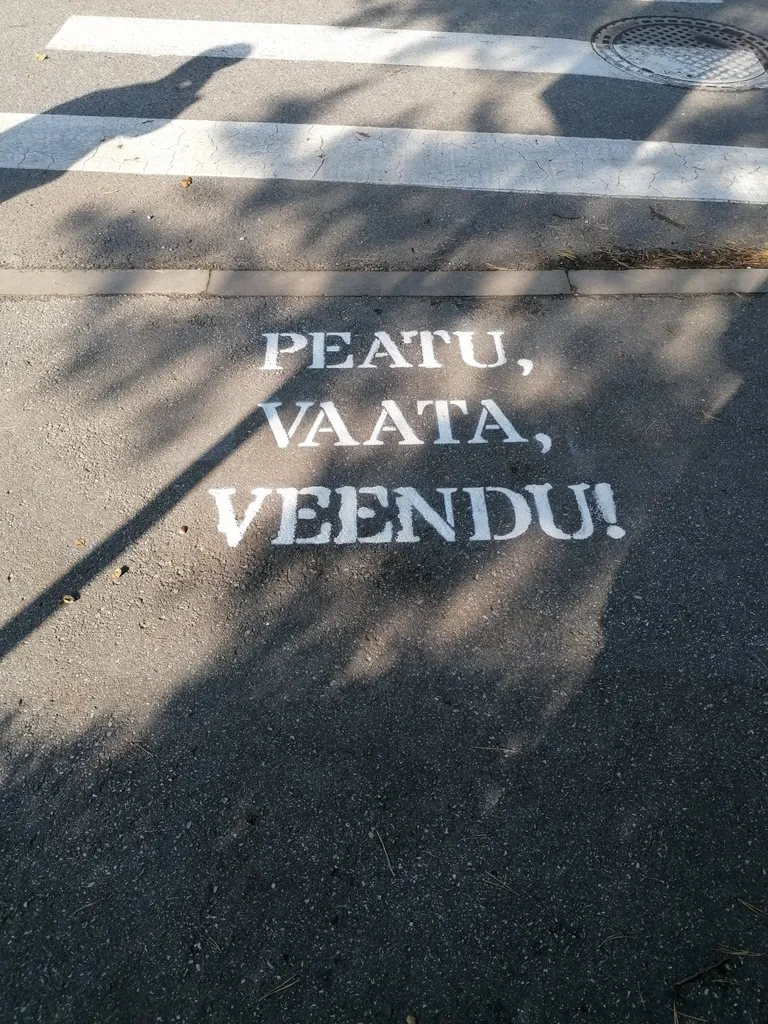 PEATU,
VAATA,
VEENDU!